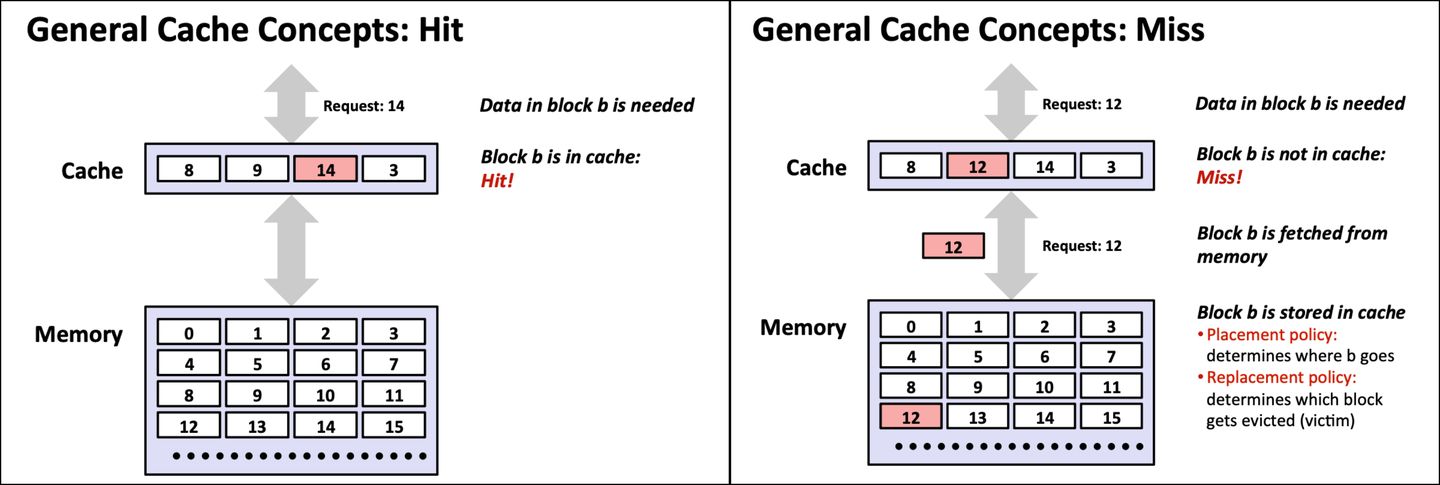 General Cache Concepts: Hit
Request: 14
Data in block b is needed
Cache
8 9 14 3
Block b is in cache:
Hit!
Memory
0 1 2 3
4 5 6 7
8 9 10 11
12 13 14 15
General Cache Concepts: Miss
Request: 12
Data in block b is needed
Cache
8 12 14 3
Block b is not in cache:
Miss!
12
Request: 12
Block b is fetched from
memory
Memory
0 1 2 3
4 5 6 7
8 9 10 11
12 13 14 15
Block b is stored in cache
• Placement policy:
determines where b goes
• Replacement policy:
determines which block
gets evicted (victim)